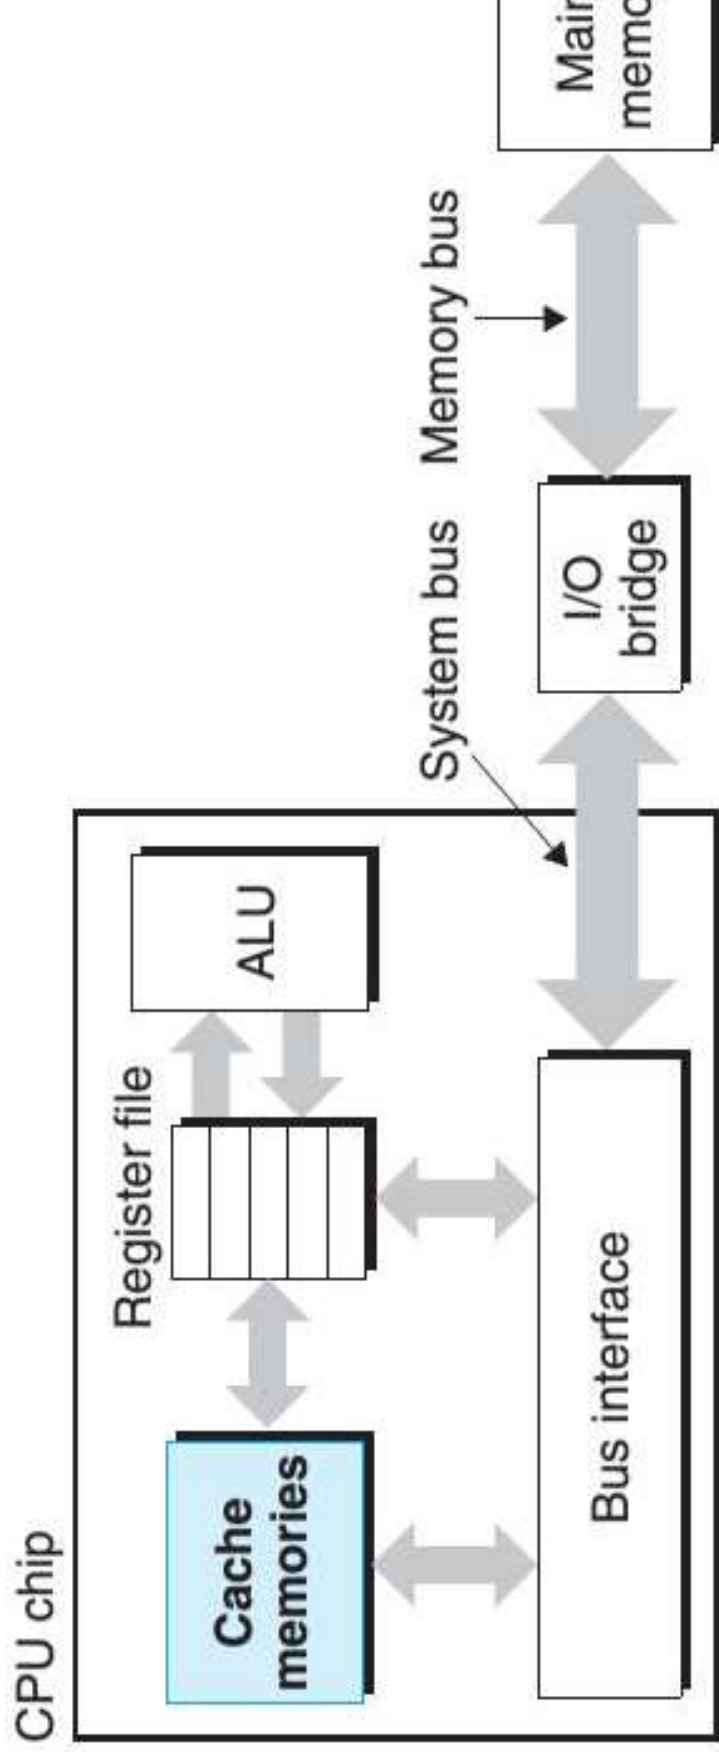 CPU chip
Register file
Cache
memories
ALU
System bus
Memory bus
Bus interface
I/O
bridge